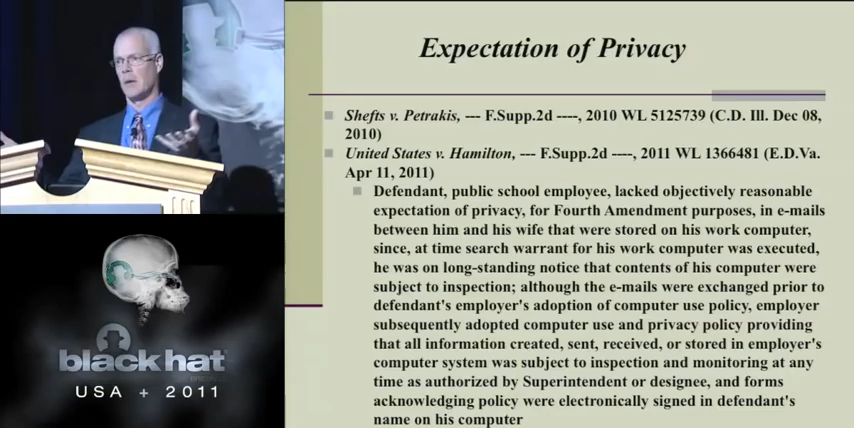 Expectation of Privacy
Shefts v. Petrakis, --- F.Supp.2d ----, 2010 WL 5125739 (C.D. Ill. Dec 08,
2010)
United States v. Hamilton, --- F.Supp.2d ----, 2011 WL 1366481 (E.D.Va.
Apr 11, 2011)
Defendant, public school employee, lacked objectively reasonable
expectation of privacy, for Fourth Amendment purposes, in e-mails
between him and his wife that were stored on his work computer,
since, at time search warrant for his work computer was executed,
he was on long-standing notice that contents of his computer were
subject to inspection; although the e-mails were exchanged prior to
defendant's employer's adoption of computer use policy, employer
subsequently adopted computer use and privacy policy providing
that all information created, sent, received, or stored in employer's
computer system was subject to inspection and monitoring at any
time as authorized by Superintendent or designee, and forms
acknowledging policy were electronically signed in defendant's
name on his computer
black hat
USA + 2011